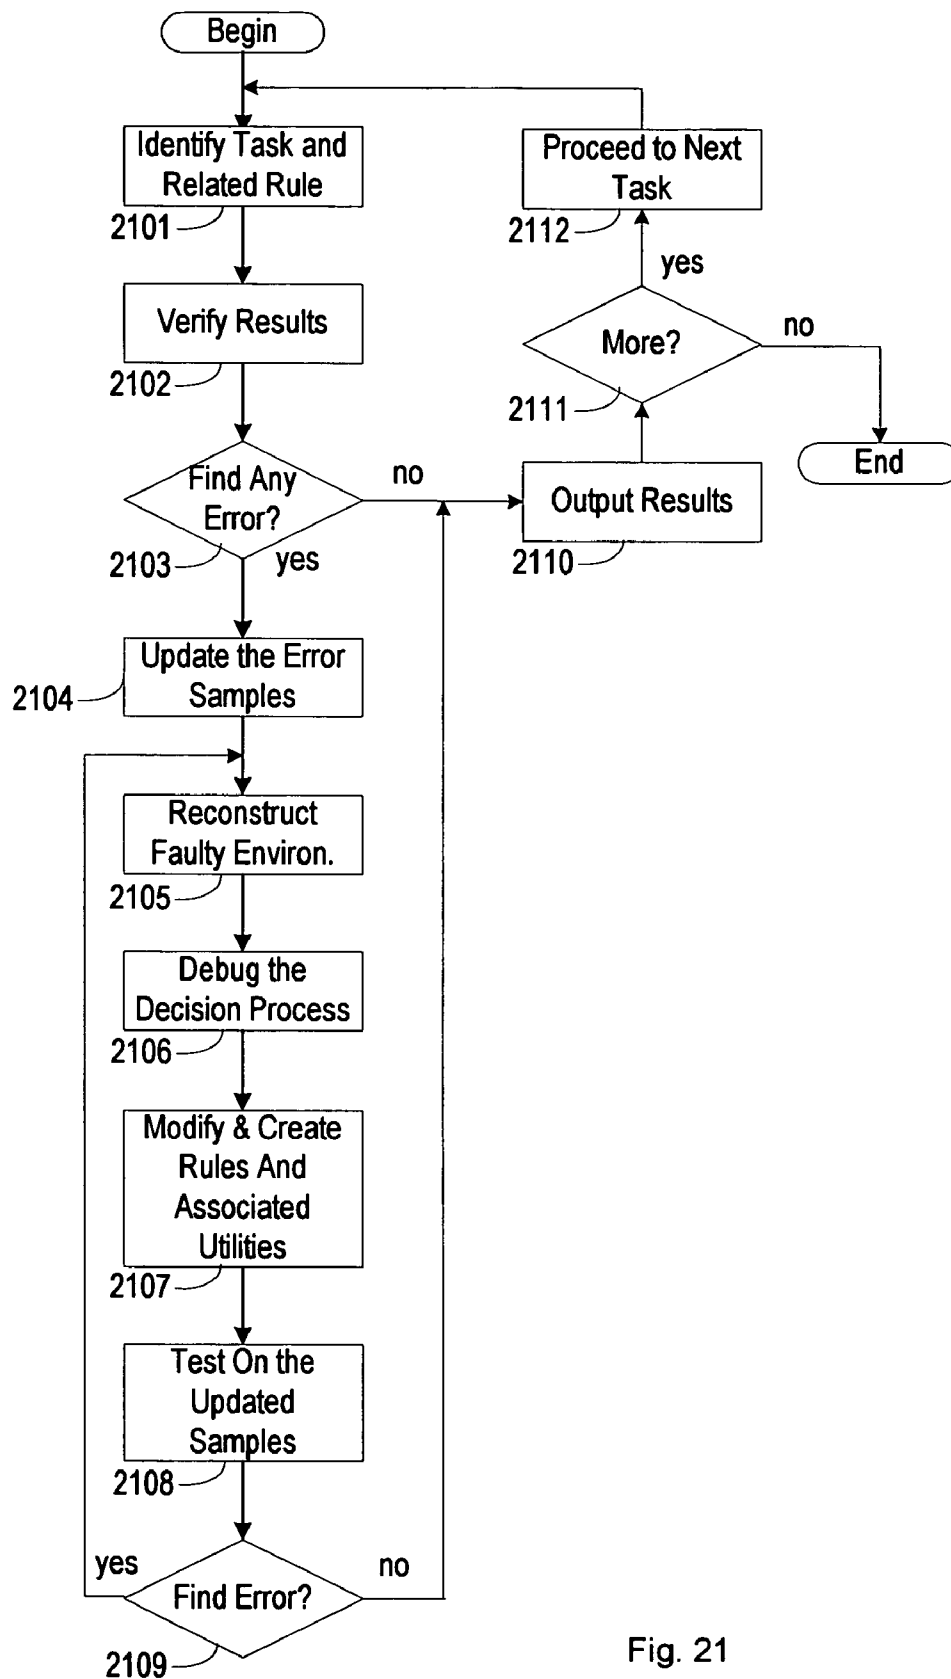 Begin
Identify Task and
Related Rule
2101
Verify Results
2102
Find Any
Error?
2103
no
yes
Update the Error
Samples
2104
Reconstruct
Faulty Environ.
2105
Debug the
Decision Process
2106
Modify & Create
Rules And
Associated
Utilities
2107
Test On the
Updated
Samples
2108
yes
no
Find Error?
2109
Proceed to Next
Task
2112
yes
More?
no
2111
End
Output Results
2110
Fig. 21